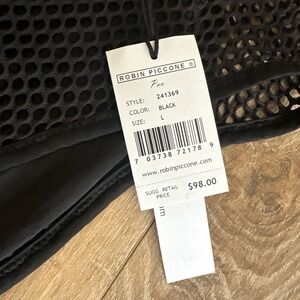 ROBIN PICCONE ®
Pua
STYLE: 241369
COLOR: BLACK
SIZE: L
7 03738 72178 9
www.robinpiccone.com
SUGG. RETAIL PRICE $98.00